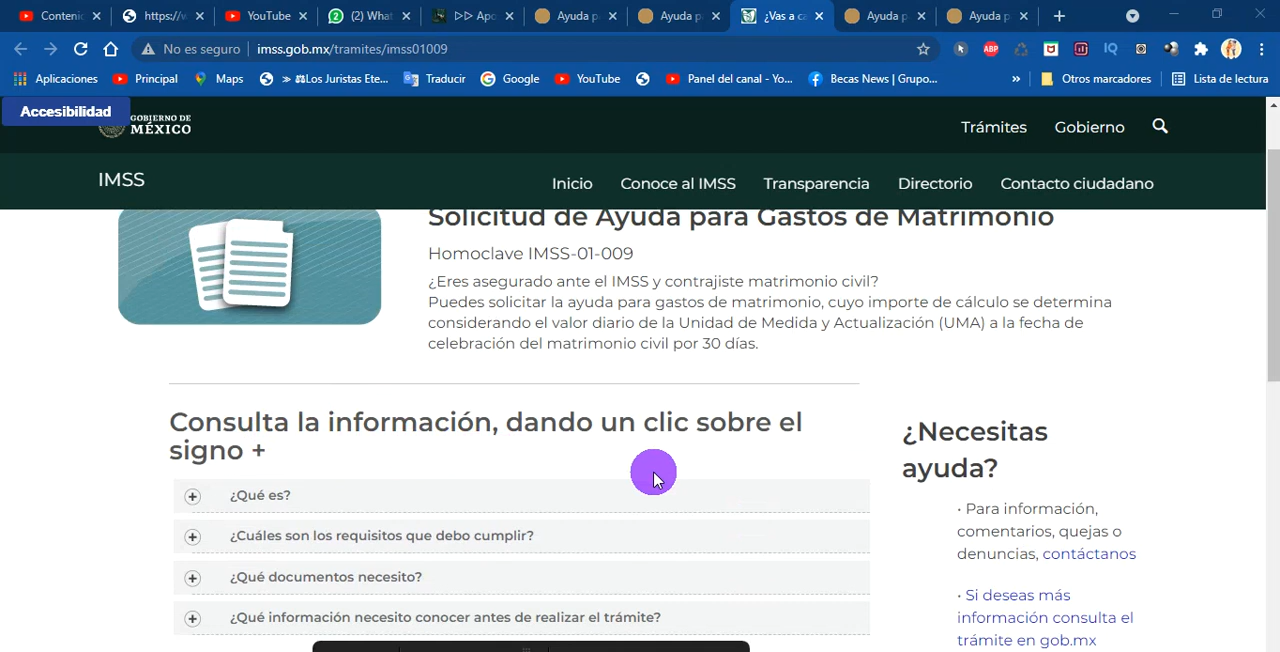 Contenic
https://w
YouTube
(2) What
▷▷ Apo
Ayuda p
Ayuda p
¿Vas a ca
Ayuda p
Ayuda p
No es seguro | imss.gob.mx/tramites/imss01009
ABP
IQ
Aplicaciones
Principal
Maps
≫ ⚖Los Juristas Ete...
Traducir
Google
YouTube
Panel del canal - Yo...
Becas News | Grupo...
»
Otros marcadores
Lista de lectura
Accesibilidad
GOBIERNO DE
MÉXICO
Trámites
Gobierno
IMSS
Inicio
Conoce al IMSS
Transparencia
Directorio
Contacto ciudadano
Solicitud de Ayuda para Gastos de Matrimonio
Homoclave IMSS-01-009
¿Eres asegurado ante el IMSS y contrajiste matrimonio civil?
Puedes solicitar la ayuda para gastos de matrimonio, cuyo importe de cálculo se determina
considerando el valor diario de la Unidad de Medida y Actualización (UMA) a la fecha de
celebración del matrimonio civil por 30 días.
Consulta la información, dando un clic sobre el
signo +
¿Qué es?
¿Cuáles son los requisitos que debo cumplir?
¿Qué documentos necesito?
¿Qué información necesito conocer antes de realizar el trámite?
¿Necesitas
ayuda?
· Para información,
comentarios, quejas o
denuncias, contáctanos
· Si deseas más
información consulta el
trámite en gob.mx